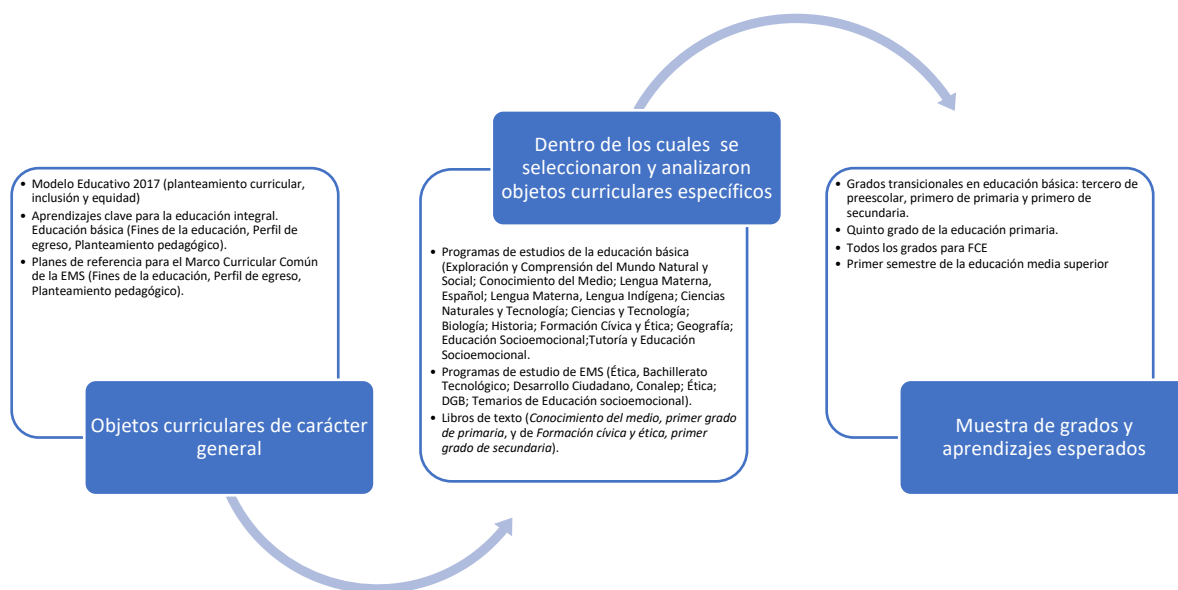 • Modelo Educativo 2017 (planteamiento curricular,
inclusión y equidad)
• Aprendizajes clave para la educación integral.
Educación básica (Fines de la educación, Perfil de
egreso, Planteamiento pedagógico).
• Planes de referencia para el Marco Curricular Común
de la EMS (Fines de la educación, Perfil de egreso,
Planteamiento pedagógico).
Objetos curriculares de carácter
general
Dentro de los cuales se
seleccionaron y analizaron
objetos curriculares específicos
• Programas de estudios de la educación básica
(Exploración y Comprensión del Mundo Natural y
Social; Conocimiento del Medio; Lengua Materna,
Español; Lengua Materna, Lengua Indígena; Ciencias
Naturales y Tecnología; Ciencias y Tecnología;
Biología; Historia; Formación Cívica y Ética; Geografía;
Educación Socioemocional;Tutoría y Educación
Socioemocional.
• Programas de estudio de EMS (Ética, Bachillerato
Tecnológico; Desarrollo Ciudadano, Conalep; Ética;
DGB; Temarios de Educación socioemocional).
• Libros de texto (Conocimiento del medio, primer grado
de primaria, y de Formación cívica y ética, primer
grado de secundaria).
• Grados transicionales en educación básica: tercero de
preescolar, primero de primaria y primero de
secundaria.
• Quinto grado de la educación primaria.
• Todos los grados para FCE
• Primer semestre de la educación media superior
Muestra de grados y
aprendizajes esperados